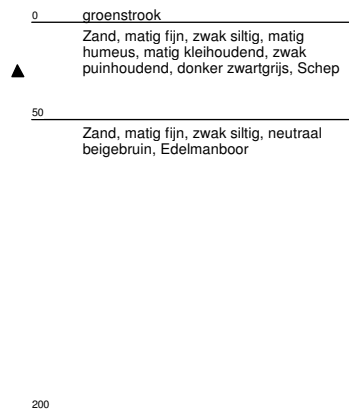 0 groenstrook
Zand, matig fijn, zwak siltig, matig
humeus, matig kleihoudend, zwak
puinhoudend, donker zwartgrijs, Schep
50
Zand, matig fijn, zwak siltig, neutraal
beigebruin, Edelmanboor
200